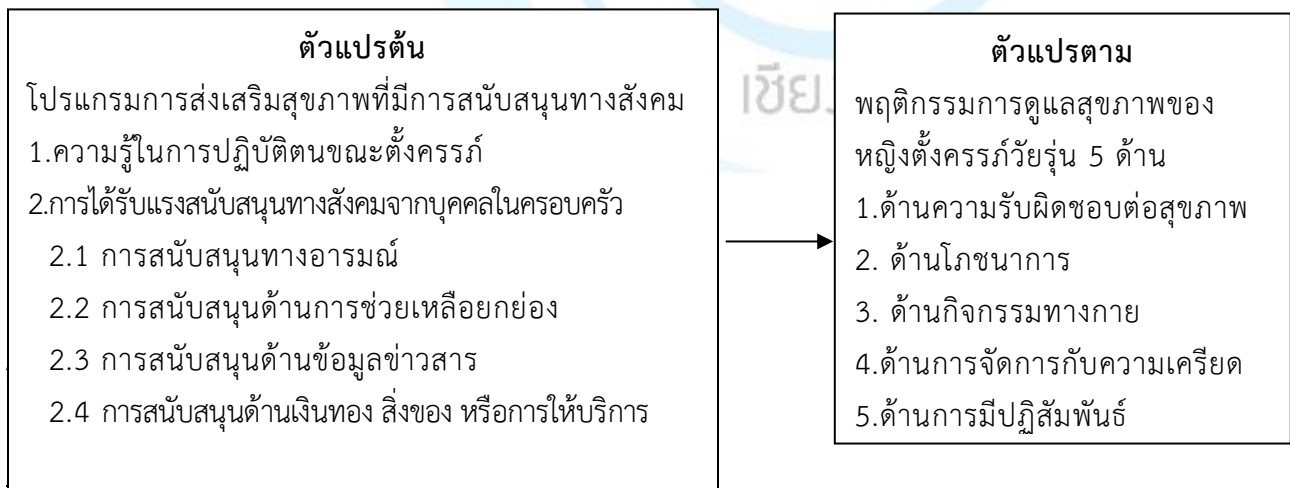 ตัวแปรต้น
โปรแกรมการส่งเสริมสุขภาพที่มีการสนับสนุนทางสังคม
1.ความรู้ในการปฏิบัติตนขณะตั้งครรภ์
2.การได้รับแรงสนับสนุนทางสังคมจากบุคคลในครอบครัว
2.1 การสนับสนุนทางอารมณ์
2.2 การสนับสนุนด้านการช่วยเหลือยกย่อง
2.3 การสนับสนุนด้านข้อมูลข่าวสาร
2.4 การสนับสนุนด้านเงินทอง สิ่งของ หรือการให้บริการ
ตัวแปรตาม
พฤติกรรมการดูแลสุขภาพของ
หญิงตั้งครรภ์วัยรุ่น 5 ด้าน
1.ด้านความรับผิดชอบต่อสุขภาพ
2. ด้านโภชนาการ
3. ด้านกิจกรรมทางกาย
4.ด้านการจัดการกับความเครียด
5.ด้านการมีปฏิสัมพันธ์